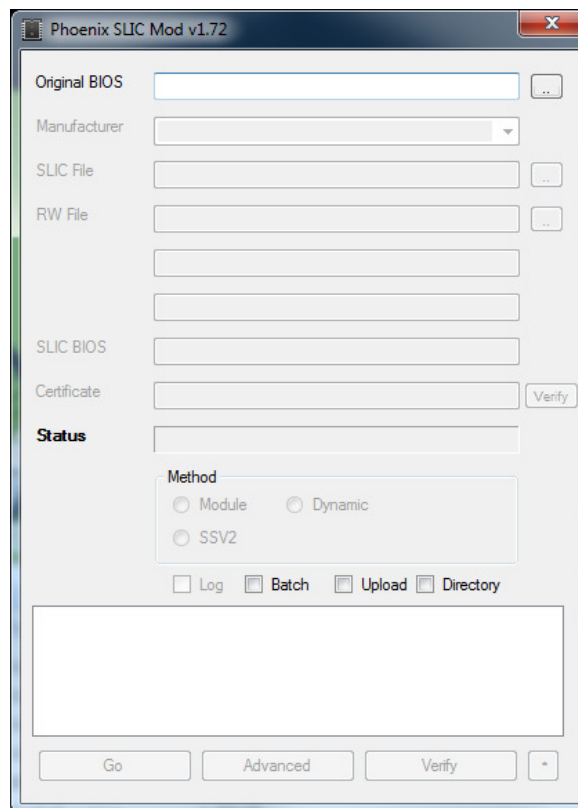 Phoenix SLIC Mod v1.72
Original BIOS ..
Manufacturer
SLIC File ..
RW File ..
SLIC BIOS
Certificate Verify
Status
Method
Module Dynamic
SSV2
Log Batch Upload Directory
Go Advanced Verify